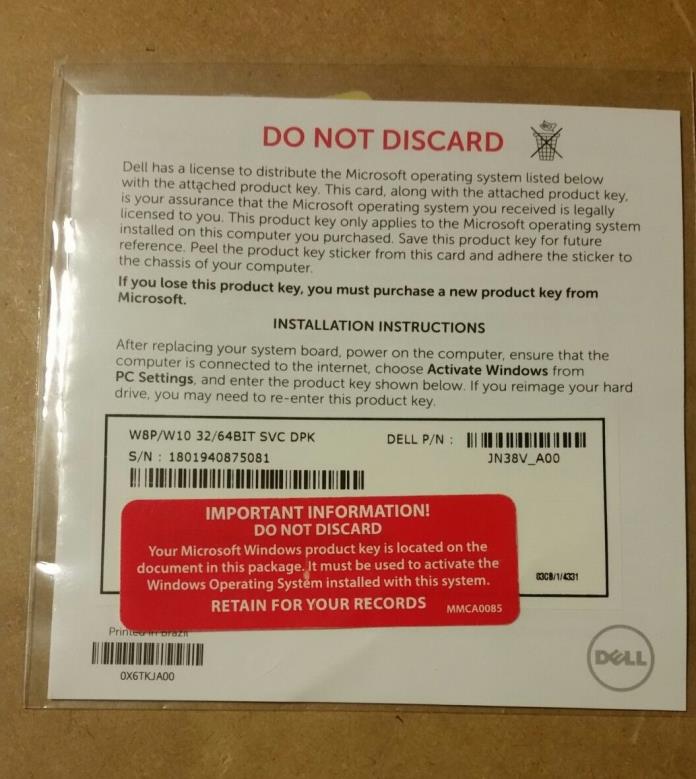 DO NOT DISCARD
Dell has a license to distribute the Microsoft operating system listed below
with the attached product key. This card, along with the attached product key,
is your assurance that the Microsoft operating system you received is legally
licensed to you. This product key only applies to the Microsoft operating system
installed on this computer you purchased. Save this product key for future
reference. Peel the product key sticker from this card and adhere the sticker to
the chassis of your computer.
If you lose this product key, you must purchase a new product key from
Microsoft.
INSTALLATION INSTRUCTIONS
After replacing your system board, power on the computer, ensure that the
computer is connected to the internet, choose Activate Windows from
PC Settings, and enter the product key shown below. If you reimage your hard
drive, you may need to re-enter this product key.
W8P/W10 32/64BIT SVC DPK
DELL P/N :
S/N : 1801940875081
JN38V_A00
IMPORTANT INFORMATION!
DO NOT DISCARD
Your Microsoft Windows product key is located on the
document in this package. It must be used to activate the
Windows Operating System installed with this system.
RETAIN FOR YOUR RECORDS
MMCA0085
03CB/1/4331
Printed in Brazil
0X6TKJA00
DELL